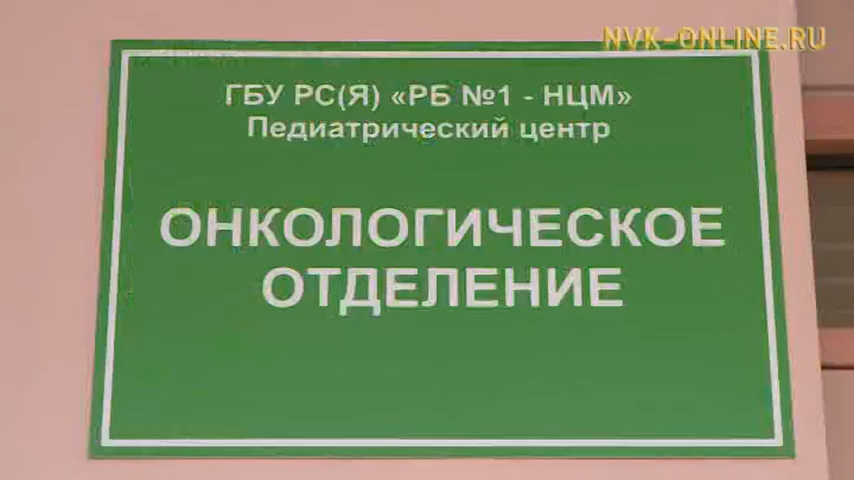 NVK-ONLINE.RU
ГБУ РС(Я) «РБ №1 - НЦМ»
Педиатрический центр
ОНКОЛОГИЧЕСКОЕ
ОТДЕЛЕНИЕ